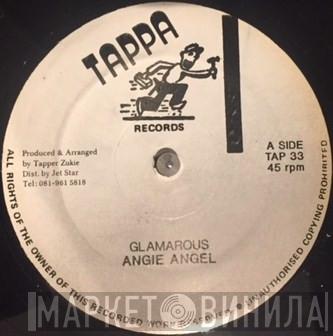 TAPPA
RECORDS
Produced & Arranged
by Tapper Zukie
Dist. by Jet Star
Tel: 081-961 5818
A SIDE
TAP 33
45 rpm
GLAMAROUS
ANGIE ANGEL
ALL RIGHTS OF THE OWNER OF THIS RECORDED WORK RESERVED • UNAUTHORISED COPYING PROHIBITED
МАРКЕТ ВИНИЛА